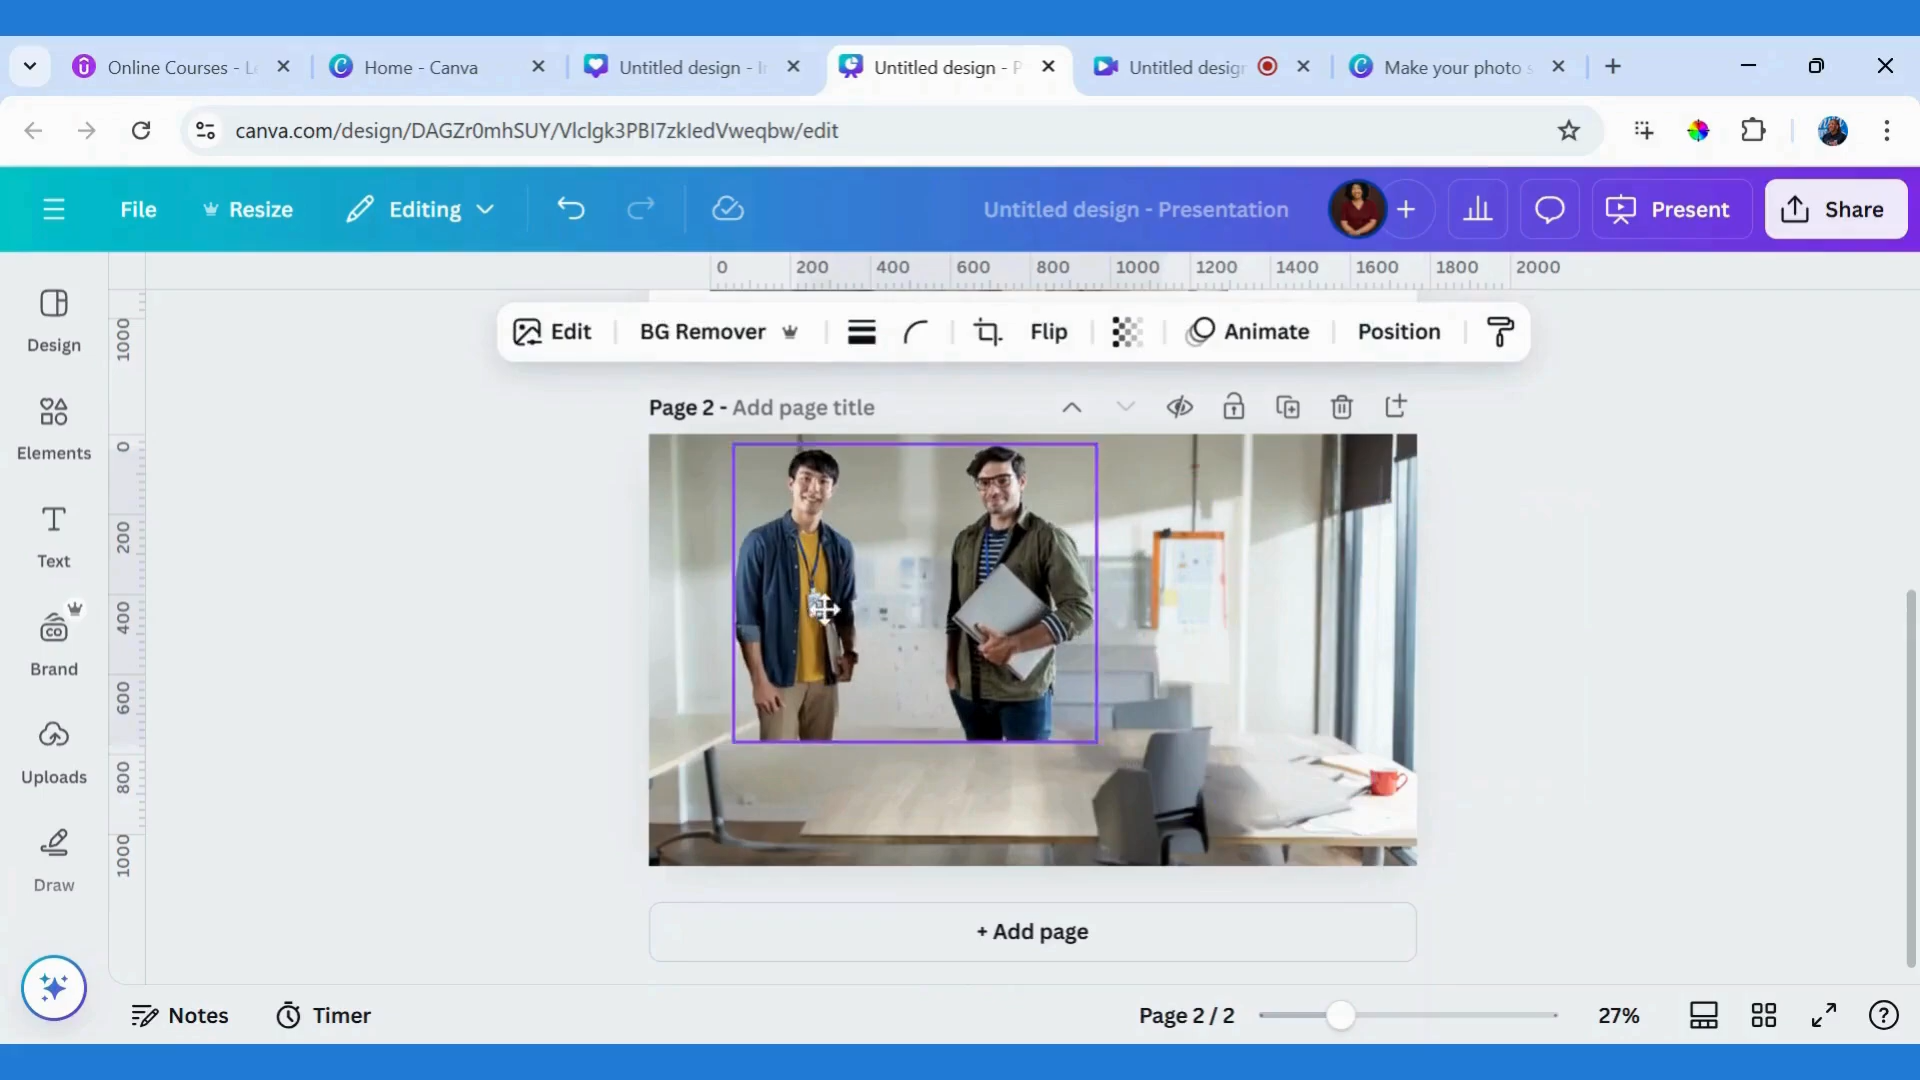 Online Courses - Le
Home - Canva
Untitled design - I
Untitled design - P
Untitled design
Make your photo s
canva.com/design/DAGZr0mhSUY/Vlclgk3PBI7zkIedVweqbw/edit
File
Resize
Editing
Untitled design - Presentation
Present
Share
0 200 400 600 800 1000 1200 1400 1600 1800 2000
Edit
BG Remover
Flip
Animate
Position
Page 2 - Add page title
Design
Elements
Text
Brand
Uploads
Draw
1000
0
200
400
600
800
1000
+ Add page
Notes
Timer
Page 2 / 2
27%